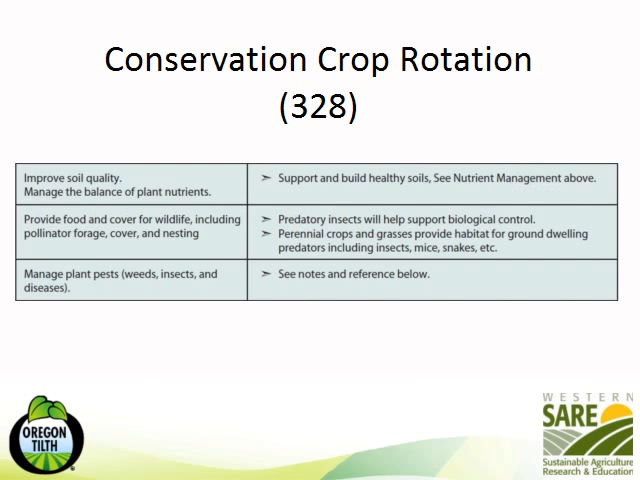 Conservation Crop Rotation
(328)
Improve soil quality.
Manage the balance of plant nutrients.
➣ Support and build healthy soils, See Nutrient Management above.
Provide food and cover for wildlife, including
pollinator forage, cover, and nesting
➣ Predatory insects will help support biological control.
➣ Perennial crops and grasses provide habitat for ground dwelling
predators including insects, mice, snakes, etc.
Manage plant pests (weeds, insects, and
diseases).
➣ See notes and reference below.
OREGON
TILTH
WESTERN
SARE
Sustainable Agriculture
Research & Education